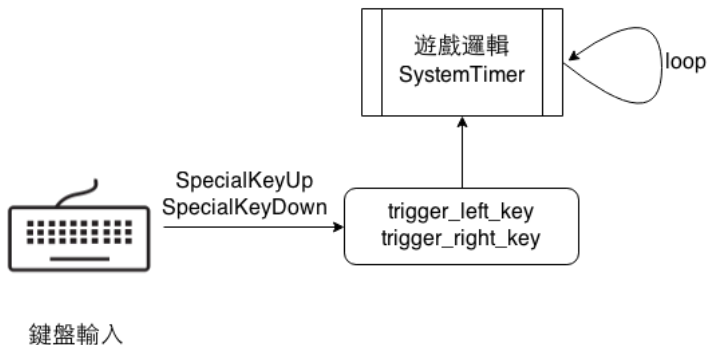 遊戲邏輯
SystemTimer
loop
SpecialKeyUp
SpecialKeyDown
trigger_left_key
trigger_right_key
鍵盤輸入